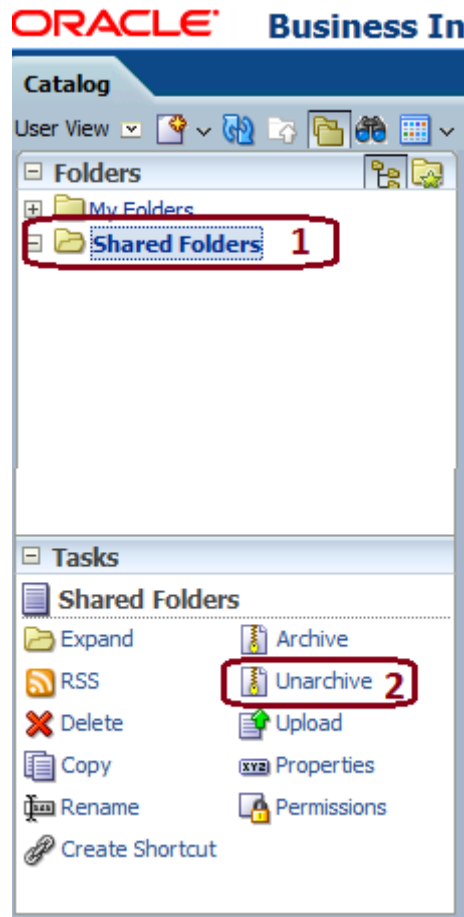 ORACLE® Business In
Catalog
User View
Folders
My Folders
Shared Folders 1
Tasks
Shared Folders
Expand Archive
RSS Unarchive 2
Delete Upload
Copy XYZ Properties
Rename Permissions
Create Shortcut